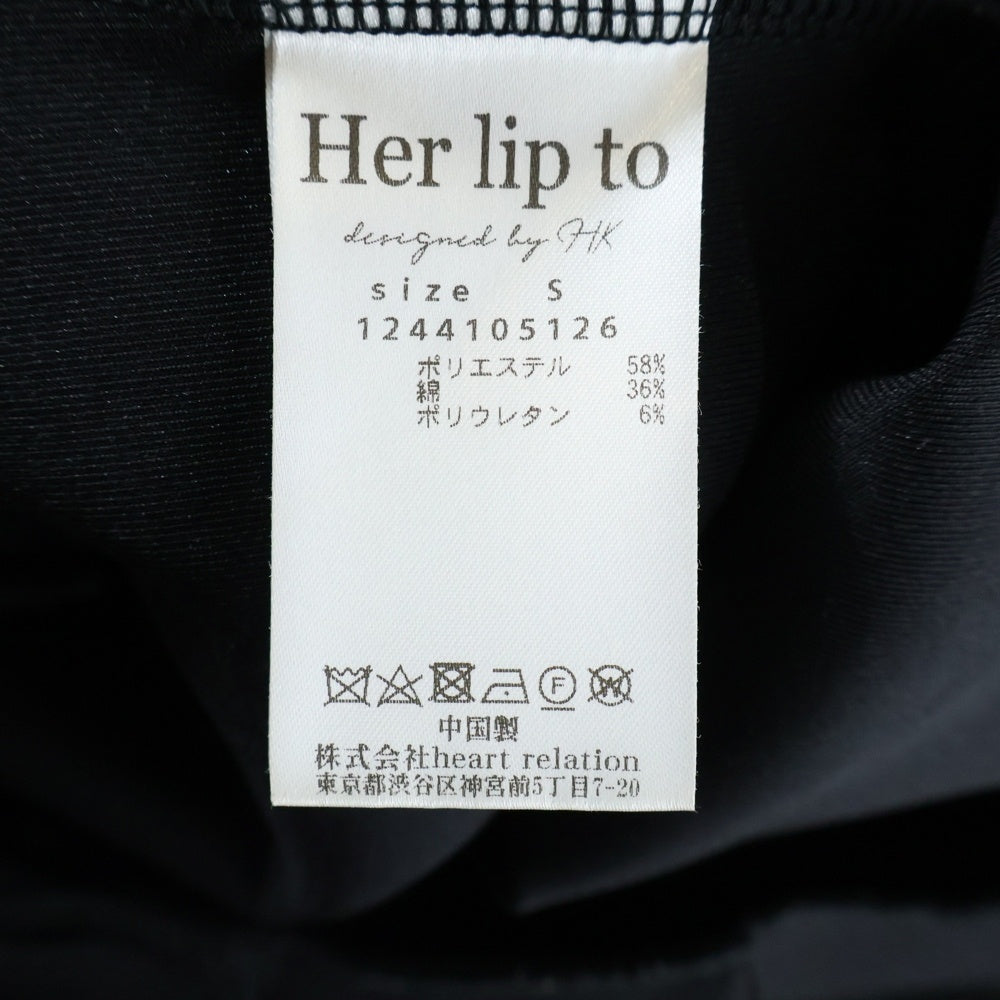 Her lip to
designed by HK
size S
1244105126
ポリエステル 58%
綿 36%
ポリウレタン 6%
F
W
中国製
株式会社heart relation
東京都渋谷区神宮前5丁目7-20